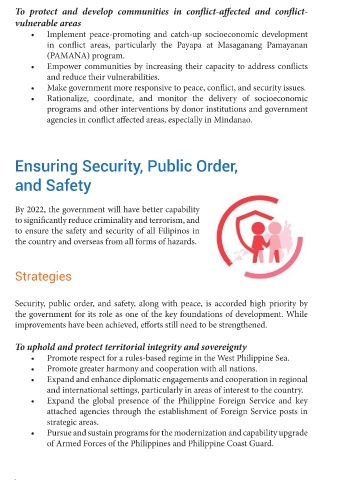 To protect and develop communities in conflict-affected and conflict-
vulnerable areas
• Implement peace-promoting and catch-up socioeconomic development
in conflict areas, particularly the Payapa at Masaganang Pamayanan
(PAMANA) program.
• Empower communities by increasing their capacity to address conflicts
and reduce their vulnerabilities.
• Make government more responsive to peace, conflict, and security issues.
• Rationalize, coordinate, and monitor the delivery of socioeconomic
programs and other interventions by donor institutions and government
agencies in conflict affected areas, especially in Mindanao.
Ensuring Security, Public Order,
and Safety
By 2022, the government will have better capability
to significantly reduce criminality and terrorism, and
to ensure the safety and security of all Filipinos in
the country and overseas from all forms of hazards.
Strategies
Security, public order, and safety, along with peace, is accorded high priority by
the government for its role as one of the key foundations of development. While
improvements have been achieved, efforts still need to be strengthened.
To uphold and protect territorial integrity and sovereignty
• Promote respect for a rules-based regime in the West Philippine Sea.
• Promote greater harmony and cooperation with all nations.
• Expand and enhance diplomatic engagements and cooperation in regional
and international settings, particularly in areas of interest to the country.
• Expand the global presence of the Philippine Foreign Service and key
attached agencies through the establishment of Foreign Service posts in
strategic areas.
• Pursue and sustain programs for the modernization and capability upgrade
of Armed Forces of the Philippines and Philippine Coast Guard.